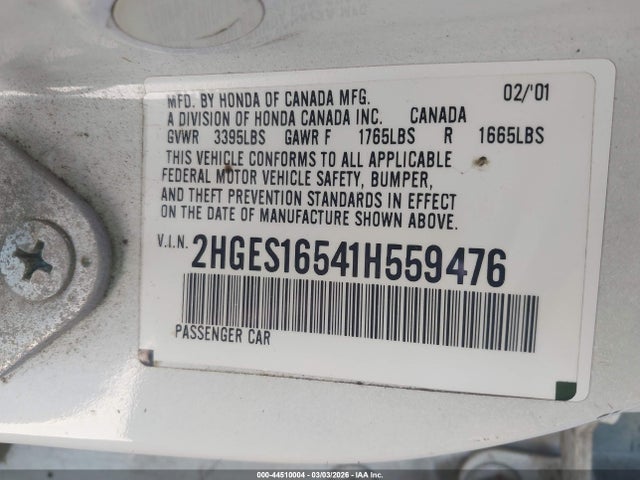 MFD. BY HONDA OF CANADA MFG. 02/'01
A DIVISION OF HONDA CANADA INC. CANADA
GVWR 3395LBS GAWR F 1765LBS R 1665LBS
THIS VEHICLE CONFORMS TO ALL APPLICABLE
FEDERAL MOTOR VEHICLE SAFETY, BUMPER,
AND THEFT PREVENTION STANDARDS IN EFFECT
ON THE DATE OF MANUFACTURE SHOWN ABOVE.
V.I.N. 2HGES16541H559476
PASSENGER CAR
000-44510004 - 03/03/2026 - IAAI.COM